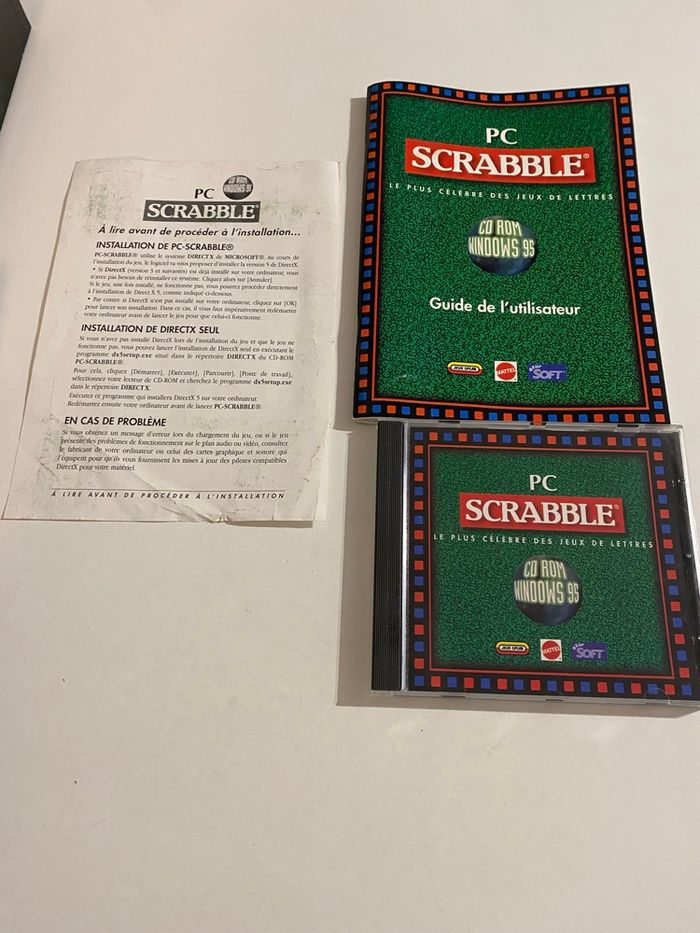 PC
CD ROM
WINDOWS 95
SCRABBLE®
À lire avant de procéder à l'installation...
INSTALLATION DE PC-SCRABBLE®
PC-SCRABBLE® utilise le système DIRECTX de MICROSOFT®. Au cours de
l'installation du jeu, le logiciel va vous proposer d'installer la version 5 de DirectX
• Si DirectX (version 3 et suivantes) est déjà installé sur votre ordinateur, vous
n'avez pas besoin de réinstaller ce système. Cliquez alors sur [Annuler].
Si le jeu, une fois installé, ne fonctionne pas, vous pourrez procéder directement
à l'installation de Direct X 5, comme indiqué ci-dessous.
• Par contre si DirectX n'est pas installé sur votre ordinateur, cliquez sur [OK]
pour lancer son installation. Dans ce cas, il vous faut impérativement redémarrer
votre ordinateur avant de lancer le jeu pour que celui-ci fonctionne.
INSTALLATION DE DIRECTX SEUL
Si vous n'avez pas installé DirectX lors de l'installation du jeu et que le jeu ne
fonctionne pas, vous pouvez lancer l'installation de DirectX seul en exécutant le
programme dx5setup.exe situé dans le répertoire DIRECTX du CD-ROM
PC-SCRABBLE®.
Pour cela, cliquez [Démarrer], [Exécuter], [Parcourir], [Poste de travail],
sélectionnez votre lecteur de CD-ROM et cherchez le programme dx5setup.exe
dans le répertoire DIRECTX.
Exécutez ce programme qui installera DirectX 5 sur votre ordinateur.
Redémarrez ensuite votre ordinateur avant de lancer PC-SCRABBLE®.
EN CAS DE PROBLÈME
Si vous obtenez un message d'erreur lors du chargement du jeu, ou si le jeu
présente des problèmes de fonctionnement sur le plan audio ou vidéo, consultez
le fabricant de votre ordinateur ou celui des cartes graphique et sonore qui
l'équipent pour qu'ils vous fournissent les mises à jour des pilotes compatibles
DirectX pour votre matériel.
À LIRE AVANT DE PROCÉDER À L'INSTALLATION
PC
SCRABBLE®
LE PLUS CÉLÈBRE DES JEUX DE LETTRES
CD ROM
WINDOWS 95
Guide de l'utilisateur
JEUX SPEAR
MATTEL
SOFT
PC
SCRABBLE®
LE PLUS CÉLÈBRE DES JEUX DE LETTRES
CD ROM
WINDOWS 95
JEUX SPEAR
MATTEL
SOFT